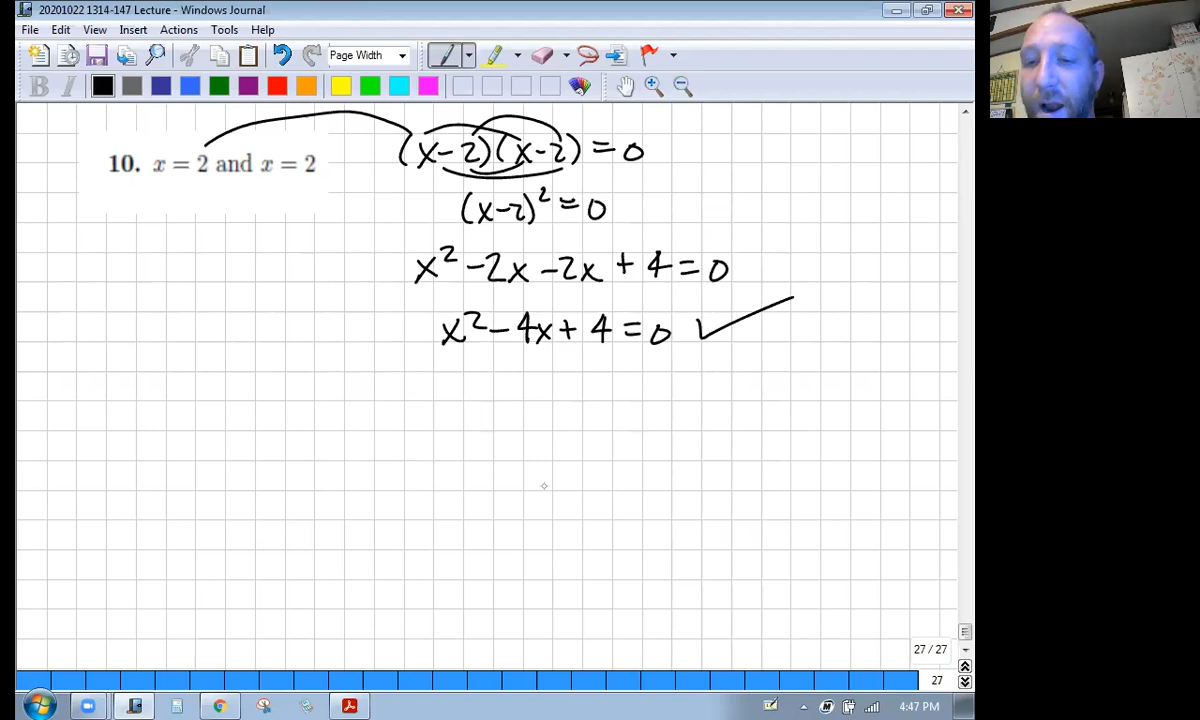 20201022 1314-147 Lecture - Windows Journal
File Edit View Insert Actions Tools Help
Page Width
B I
10. x = 2 and x = 2
(x-2)(x-2) = 0
(x-2)² = 0
x² - 2x - 2x + 4 = 0
x² - 4x + 4 = 0 ✓
27 / 27
27
4:47 PM